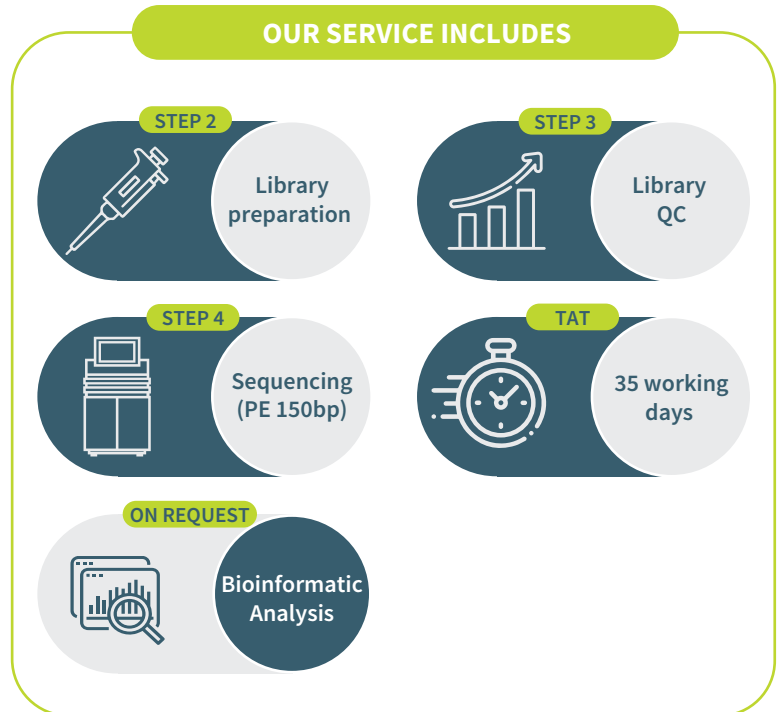 OUR SERVICE INCLUDES
STEP 2
Library
preparation
STEP 3
Library
QC
STEP 4
Sequencing
(PE 150bp)
TAT
35 working
days
ON REQUEST
Bioinformatic
Analysis